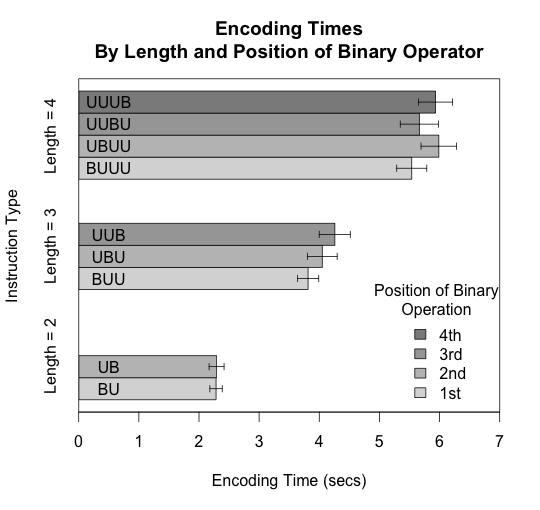 Encoding Times
By Length and Position of Binary Operator
Instruction Type
Length = 4
UUUB
UUBU
UBUU
BUUU
Length = 3
UUB
UBU
BUU
Length = 2
UB
BU
Position of Binary
Operation
4th
3rd
2nd
1st
0 1 2 3 4 5 6 7
Encoding Time (secs)